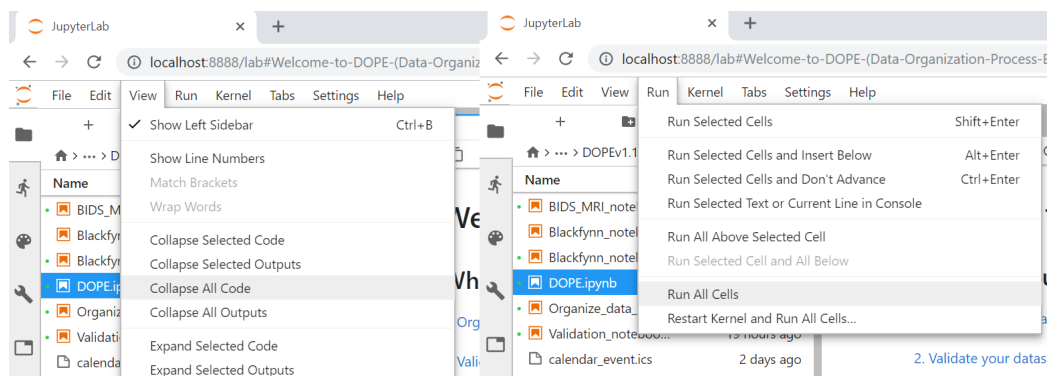 JupyterLab
localhost:8888/lab#Welcome-to-DOPE-(Data-Organiz
File Edit View Run Kernel Tabs Settings Help
Show Left Sidebar Ctrl+B
D
Show Line Numbers
Name
Match Brackets
Wrap Words
BIDS_M
We
Blackfyn
Collapse Selected Code
Blackfyn
Collapse Selected Outputs
DOPE.ip
Collapse All Code
Wh
Organiz
Collapse All Outputs
Org
Validati
Expand Selected Code
calenda
Expand Selected Outputs
Vali
JupyterLab
localhost:8888/lab#Welcome-to-DOPE-(Data-Organization-Process-E
File Edit View Run Kernel Tabs Settings Help
Run Selected Cells Shift+Enter
DOPEv1.1
Run Selected Cells and Insert Below Alt+Enter
Name
Run Selected Cells and Don't Advance Ctrl+Enter
BIDS_MRI_note
Run Selected Text or Current Line in Console
Blackfynn_note
Run All Above Selected Cell
Blackfynn_note
Run Selected Cell and All Below
DOPE.ipynb
Run All Cells
Organize_data_
Restart Kernel and Run All Cells...
Validation_noteboo... 19 hours ago
calendar_event.ics 2 days ago
2. Validate your datas